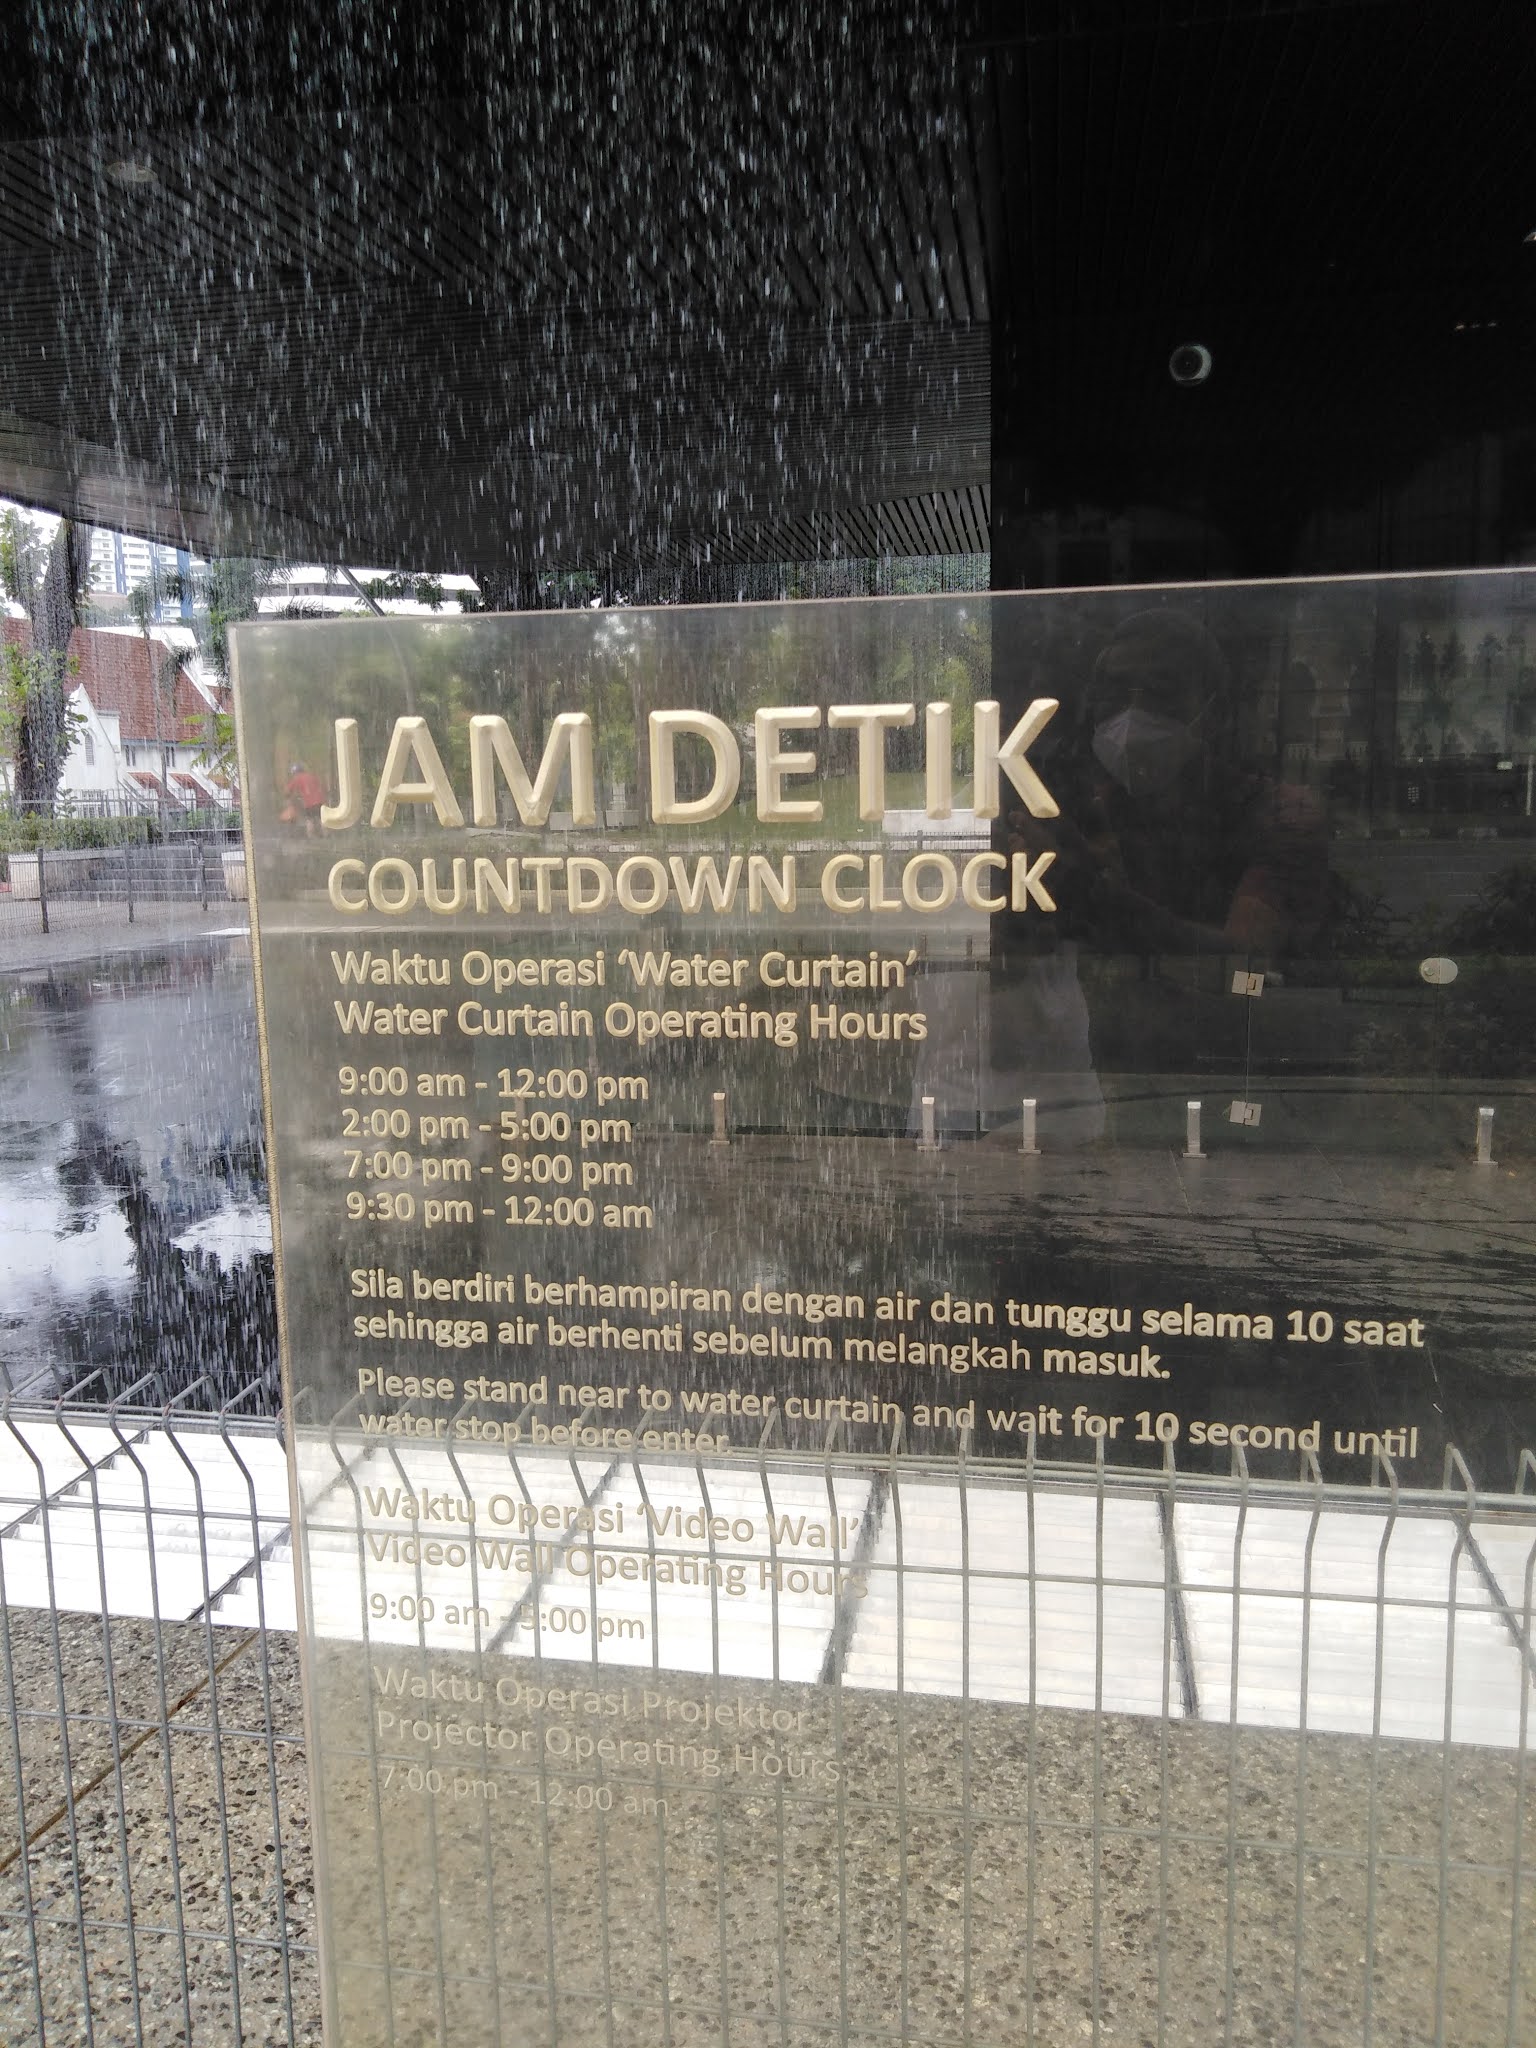 JAM DETIK
COUNTDOWN CLOCK
Waktu Operasi ‘Water Curtain’
Water Curtain Operating Hours
9:00 am - 12:00 pm
2:00 pm - 5:00 pm
7:00 pm - 9:00 pm
9:30 pm - 12:00 am
Sila berdiri berhampiran dengan air dan tunggu selama 10 saat
sehingga air berhenti sebelum melangkah masuk.
Please stand near to water curtain and wait for 10 second until
water stop before enter.
Waktu Operasi ‘Video Wall’
Video Wall Operating Hours
9:00 am - 5:00 pm
Waktu Operasi Projektor
Projector Operating Hours
7:00 pm - 12:00 am